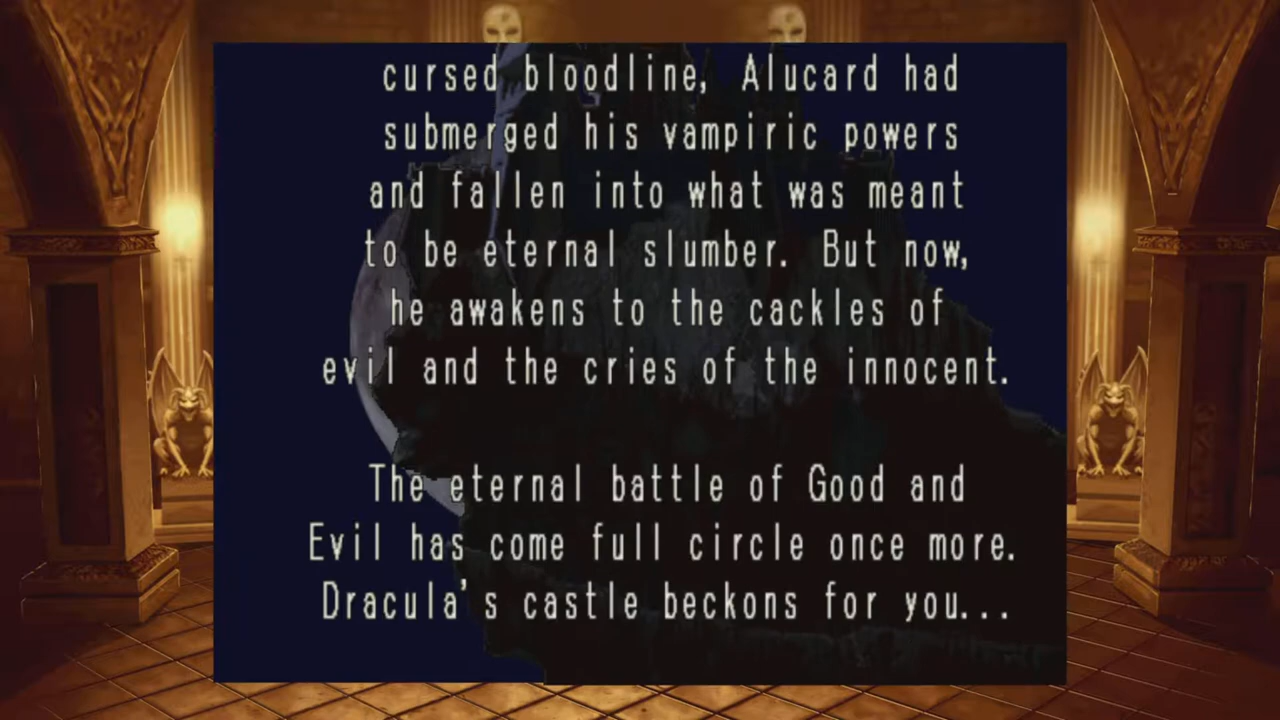 cursed bloodline, Alucard had
submerged his vampiric powers
and fallen into what was meant
to be eternal slumber. But now,
he awakens to the cackles of
evil and the cries of the innocent.
The eternal battle of Good and
Evil has come full circle once more.
Dracula's castle beckons for you...